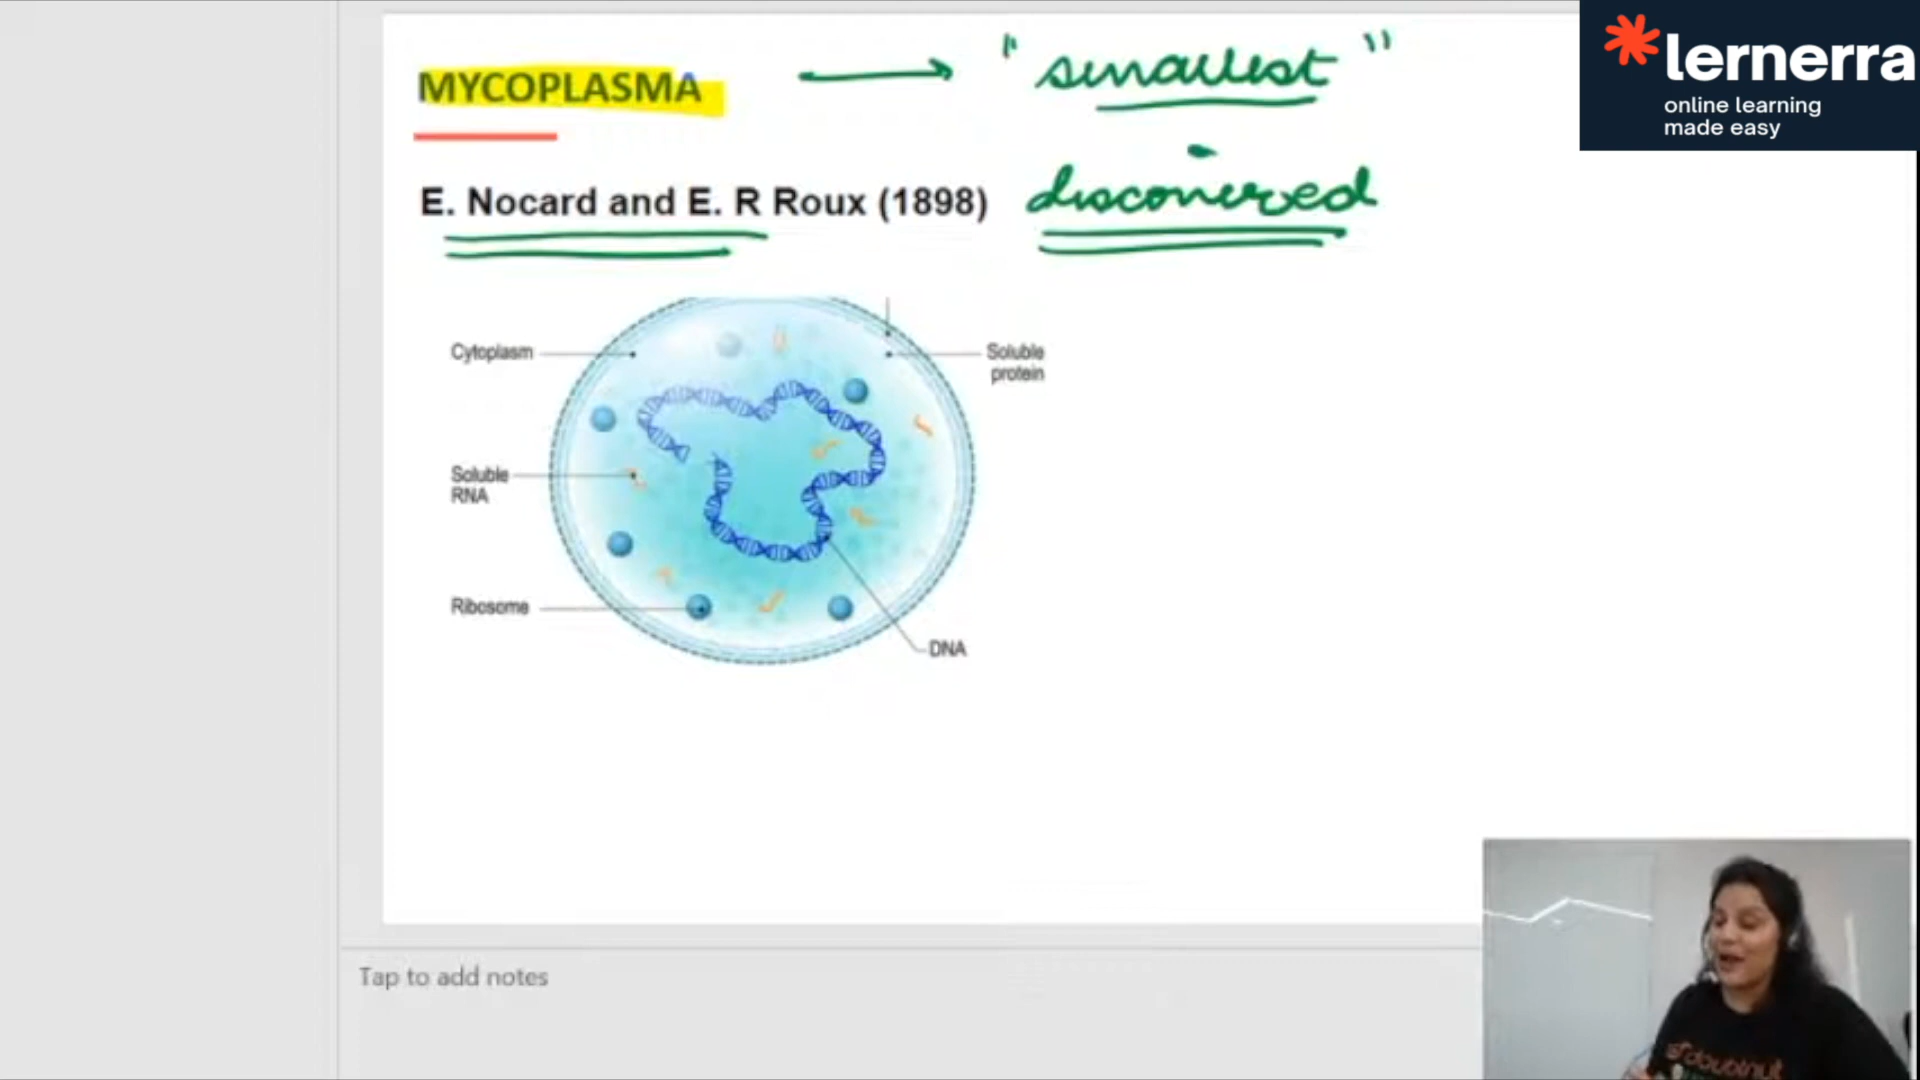 MYCOPLASMA → "smallest"
lernerra
online learning
made easy
E. Nocard and E. R Roux (1898) discovered
Cytoplasm
Soluble
protein
Soluble
RNA
Ribosome
DNA
Tap to add notes
doubtnut